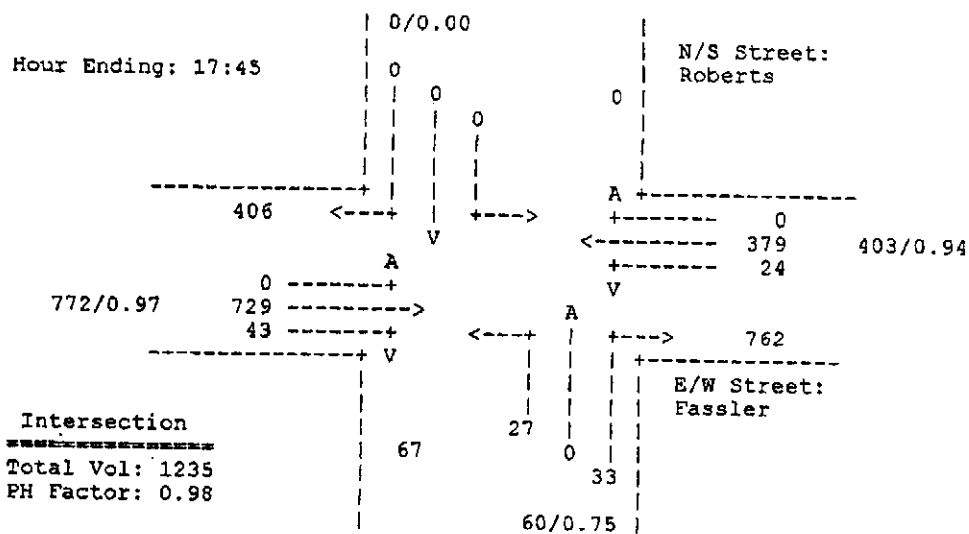 0/0.00
Hour Ending: 17:45
N/S Street:
Roberts
0
0
0
0
406
A
0
379
403/0.94
24
V
A
V
0
772/0.97
729
43
A
V
762
E/W Street:
Fassler
Intersection
Total Vol: 1235
PH Factor: 0.98
67
27
0
33
60/0.75